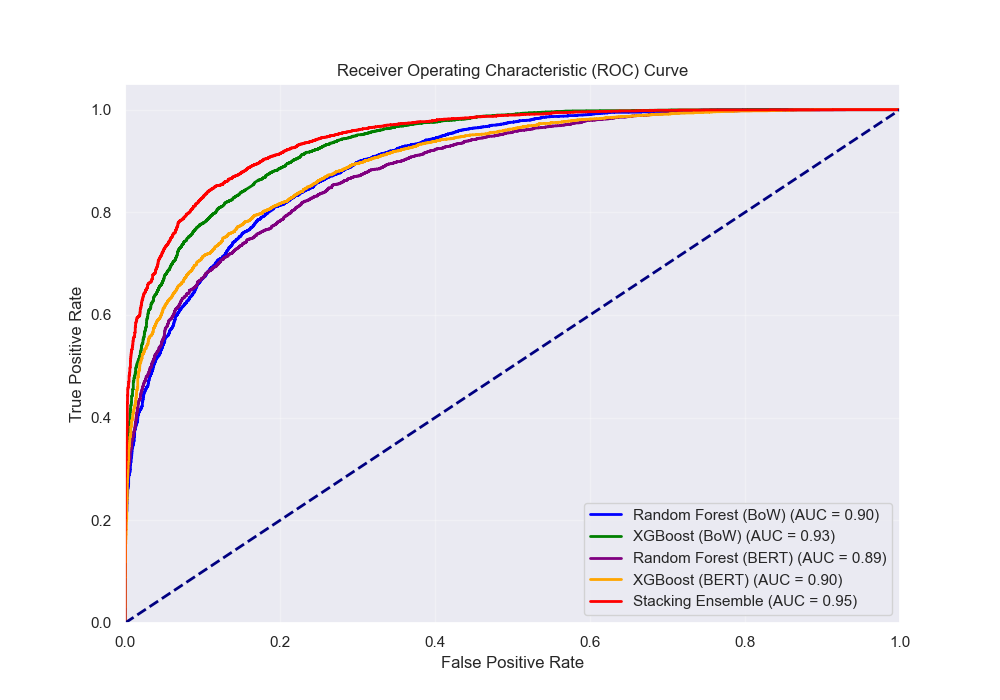 Receiver Operating Characteristic (ROC) Curve
True Positive Rate
1.0
0.8
0.6
0.4
0.2
0.0
Random Forest (BoW) (AUC = 0.90)
XGBoost (BoW) (AUC = 0.93)
Random Forest (BERT) (AUC = 0.89)
XGBoost (BERT) (AUC = 0.90)
Stacking Ensemble (AUC = 0.95)
0.0 0.2 0.4 0.6 0.8 1.0
False Positive Rate